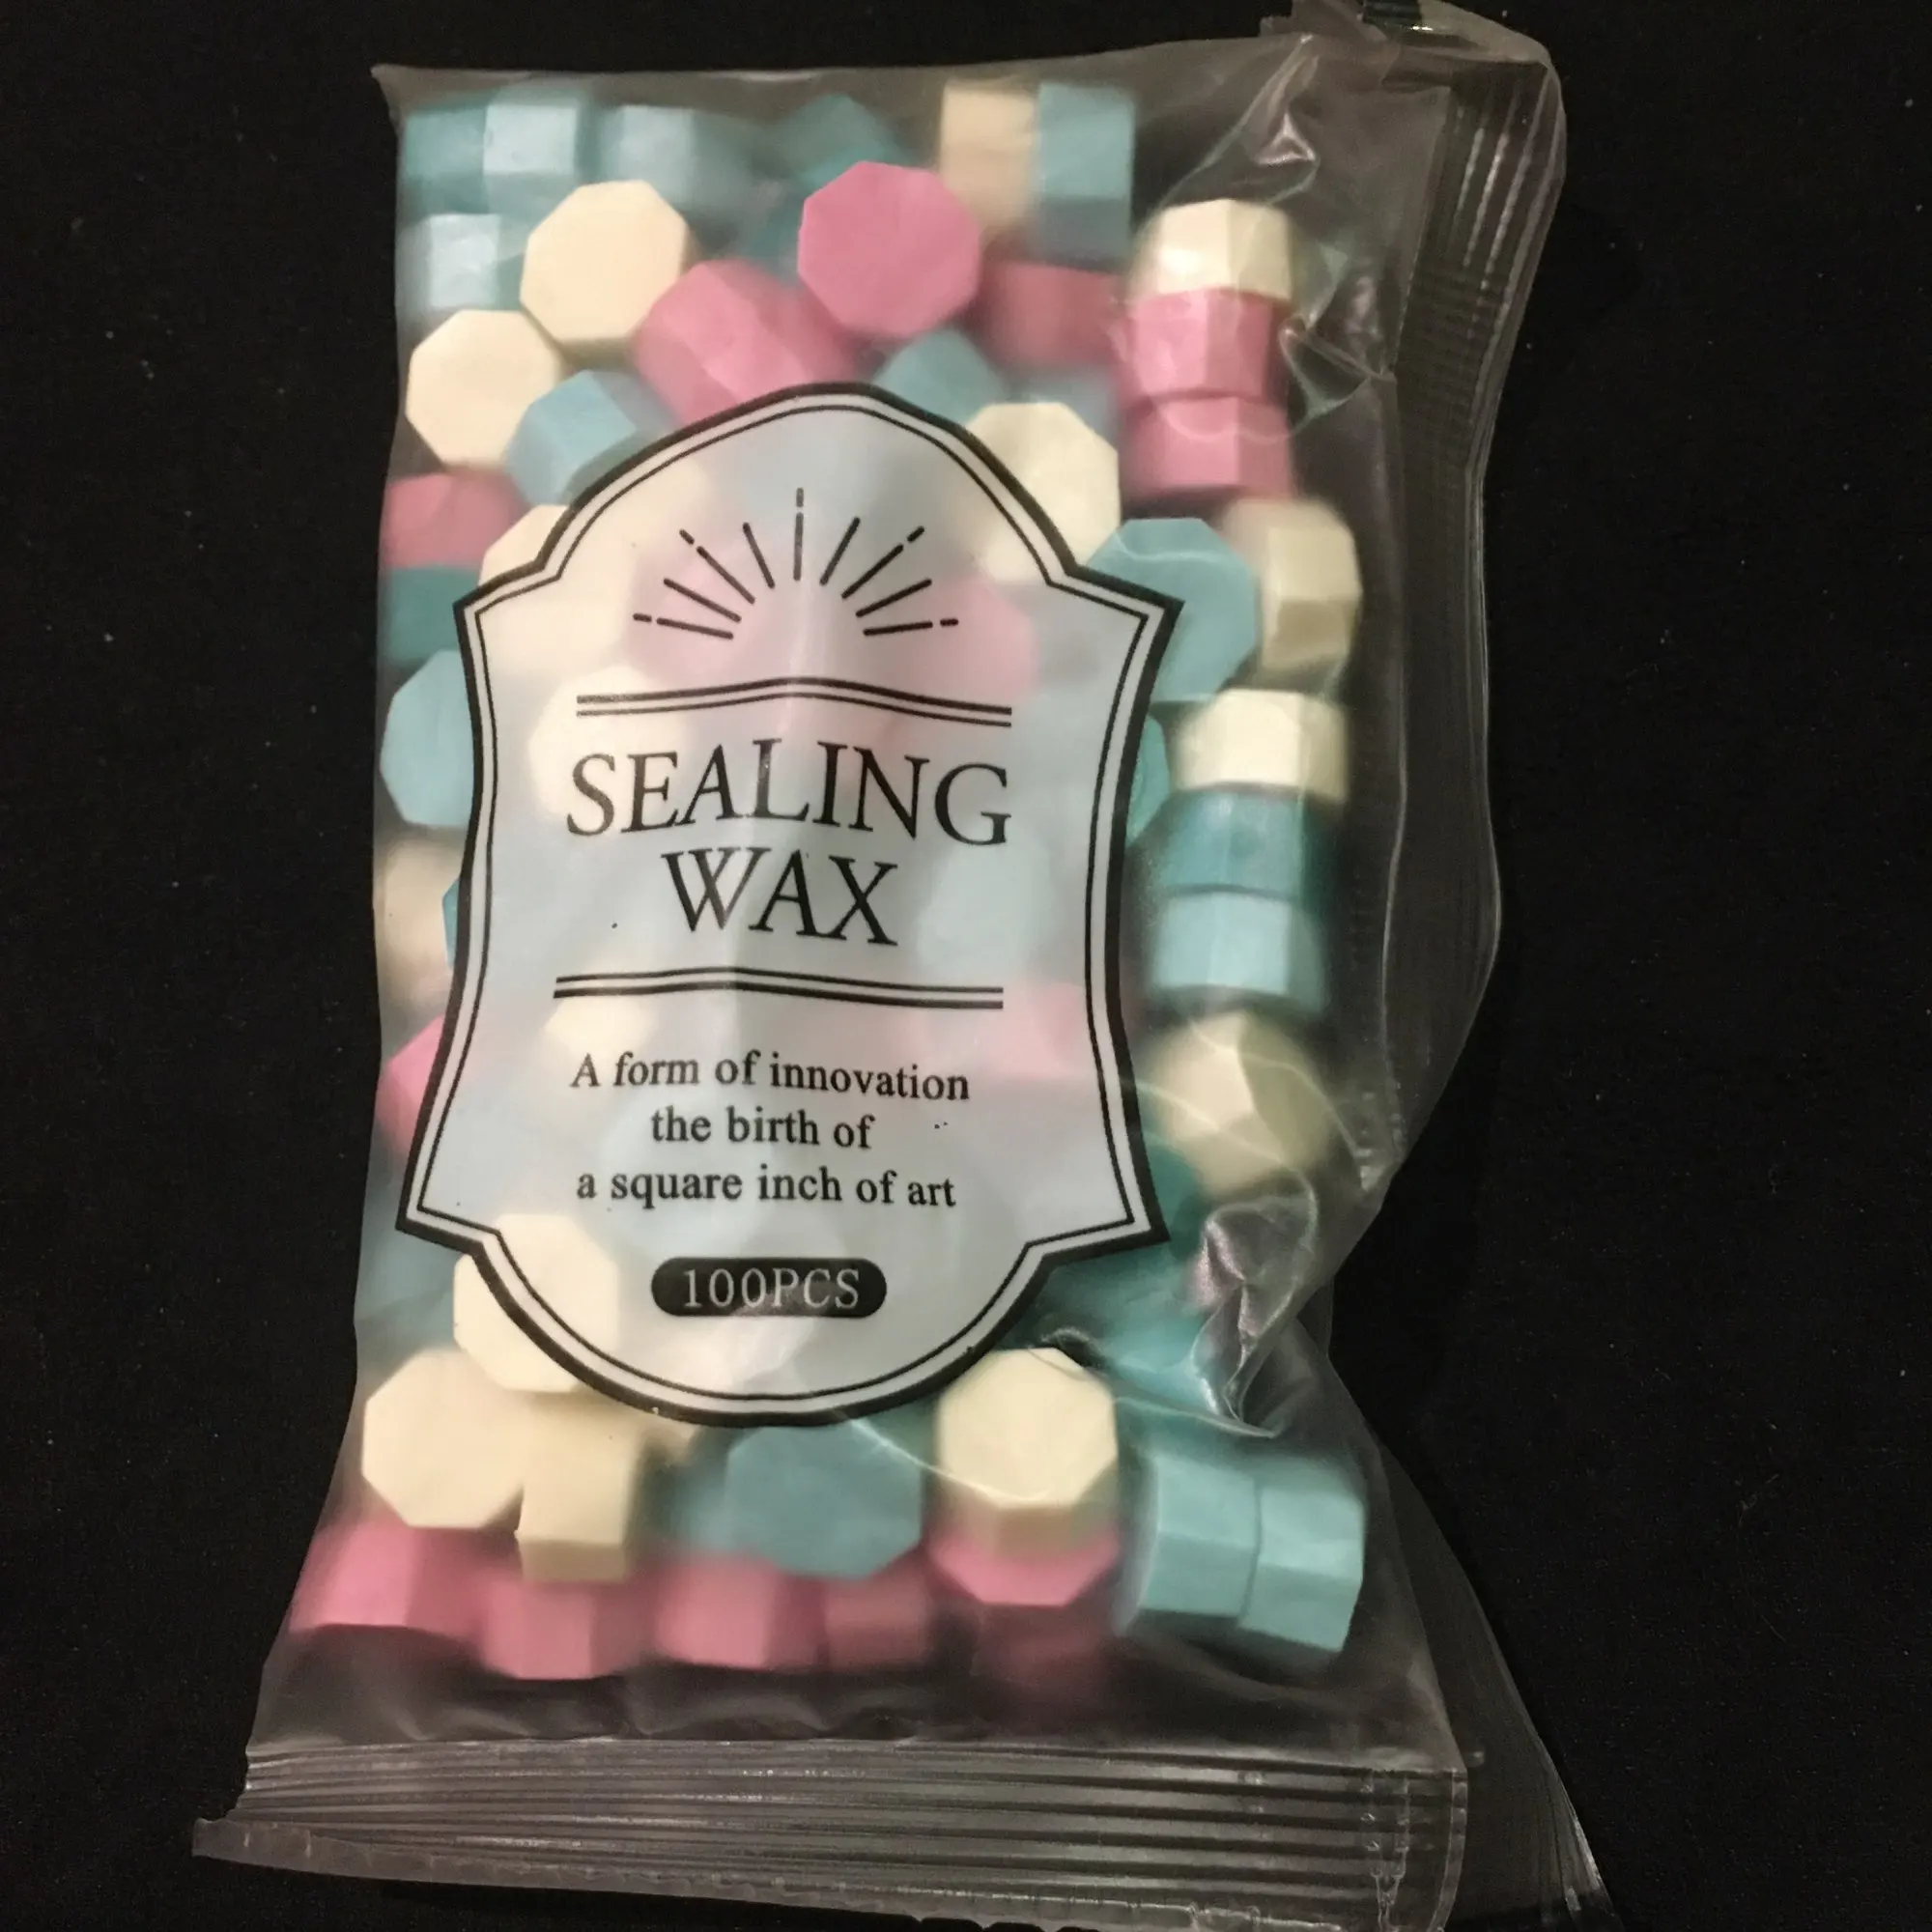 SEALING
WAX
A form of innovation
the birth of
a square inch of art
100PCS